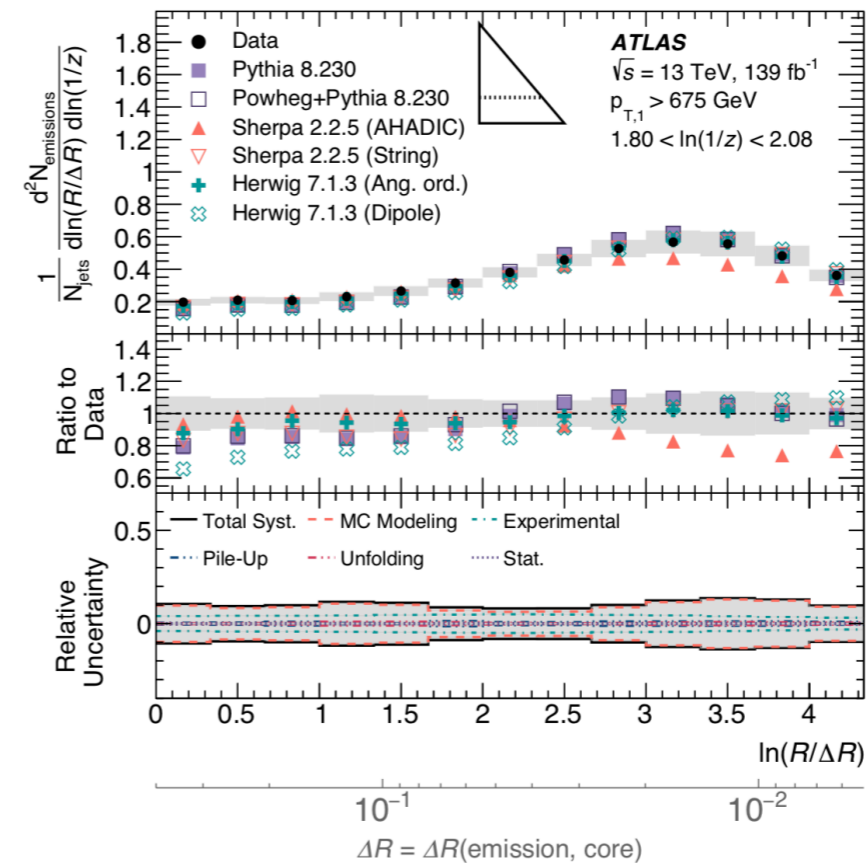 1.8
1.6
1.4
1.2
1
0.8
0.6
0.4
0.2
1/N_jets d²N_emissions/dln(R/ΔR) dln(1/z)
Data
Pythia 8.230
Powheg+Pythia 8.230
Sherpa 2.2.5 (AHADIC)
Sherpa 2.2.5 (String)
Herwig 7.1.3 (Ang. ord.)
Herwig 7.1.3 (Dipole)
ATLAS
√s = 13 TeV, 139 fb⁻¹
p_T,1 > 675 GeV
1.80 < ln(1/z) < 2.08
1.4
1.2
1
0.8
0.6
Ratio to
Data
0.5
0
Relative
Uncertainty
Total Syst. MC Modeling Experimental
Pile-Up Unfolding Stat.
0 0.5 1 1.5 2 2.5 3 3.5 4
ln(R/ΔR)
10⁻¹ 10⁻²
ΔR = ΔR(emission, core)